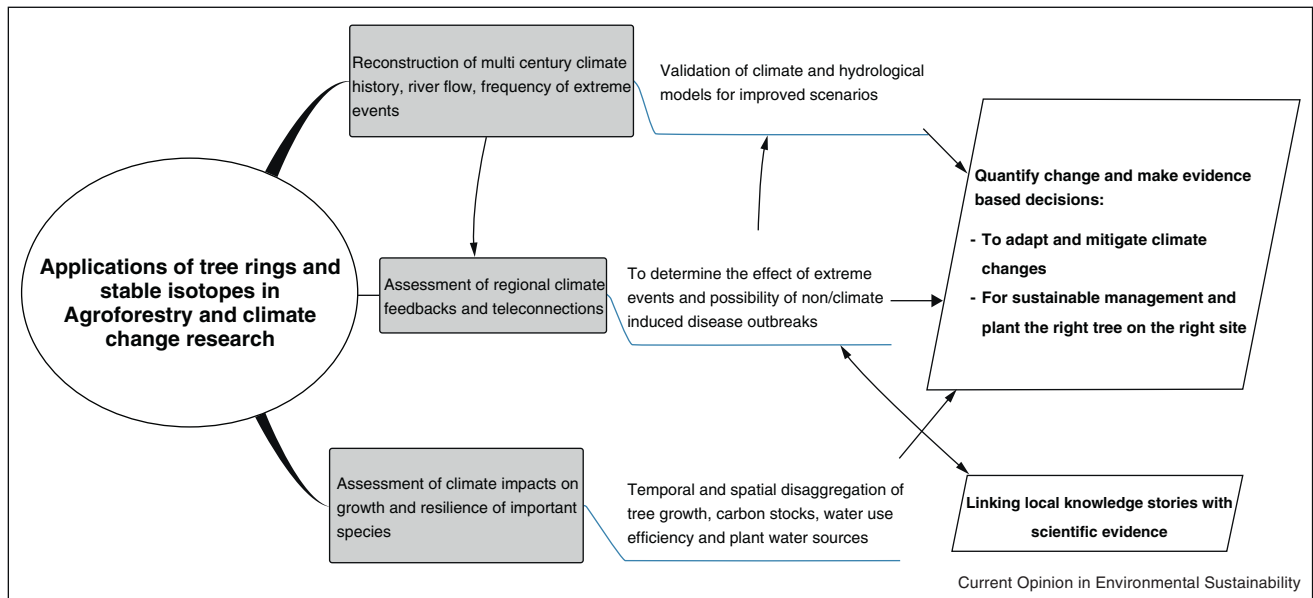 Reconstruction of multi century climate
history, river flow, frequency of extreme
events
Validation of climate and hydrological
models for improved scenarios
Quantify change and make evidence
based decisions:
- To adapt and mitigate climate
changes
- For sustainable management and
plant the right tree on the right site
Applications of tree rings and
stable isotopes in
Agroforestry and climate
change research
Assessment of regional climate
feedbacks and teleconnections
To determine the effect of extreme
events and possibility of non/climate
induced disease outbreaks
Assessment of climate impacts on
growth and resilience of important
species
Temporal and spatial disaggregation of
tree growth, carbon stocks, water use
efficiency and plant water sources
Linking local knowledge stories with
scientific evidence
Current Opinion in Environmental Sustainability